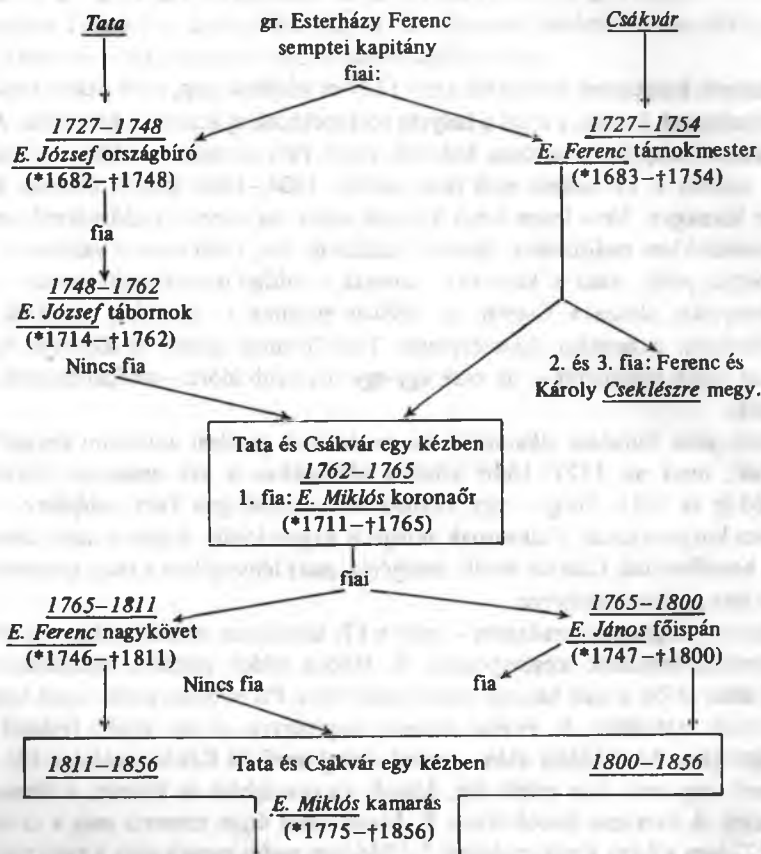 Tata
gr. Esterházy Ferenc
semptei kapitány
fiai:
Csákvár
1727–1748
E. József országbíró
(*1682–†1748)
1727–1754
E. Ferenc tárnokmester
(*1683–†1754)
fia
1748–1762
E. József tábornok
(*1714–†1762)
Nincs fia
2. és 3. fia: Ferenc és
Károly Cseklészre megy.
Tata és Csákvár egy kézben
1762–1765
1. fia: E. Miklós koronaőr
(*1711–†1765)
fiai
1765–1811
E. Ferenc nagykövet
(*1746–†1811)
1765–1800
E. János főispán
(*1747–†1800)
Nincs fia
fia
1811–1856
Tata és Csákvár egy kézben
1800–1856
E. Miklós kamarás
(*1775–†1856)